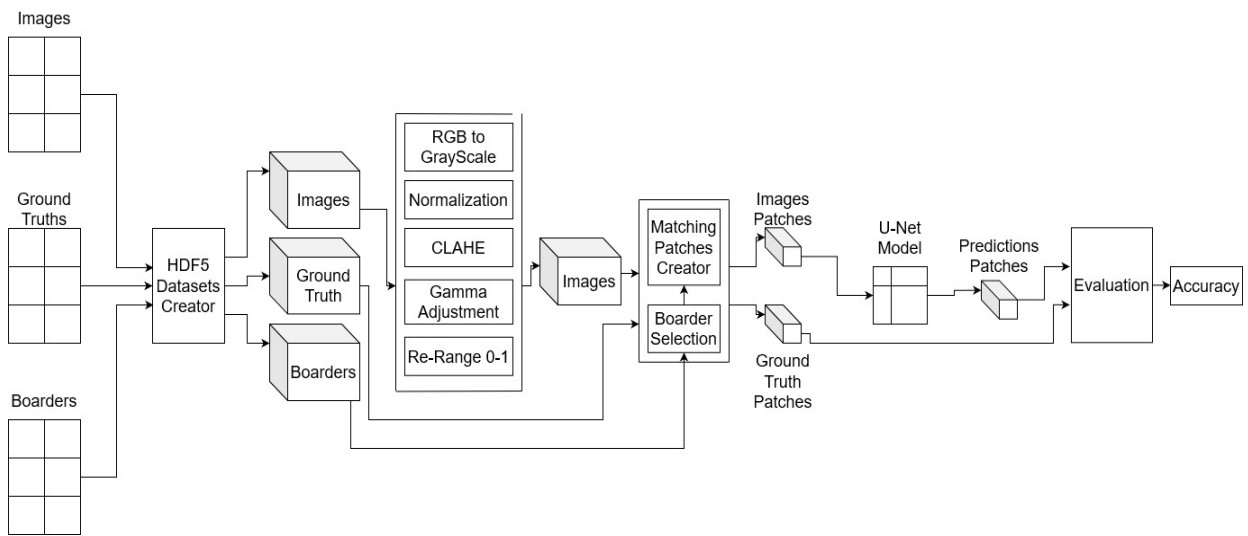 Images
Ground
Truths
Boarders
HDF5
Datasets
Creator
Images
Ground
Truth
Boarders
RGB to
GrayScale
Normalization
CLAHE
Gamma
Adjustment
Re-Range 0-1
Images
Matching
Patches
Creator
Boarder
Selection
Images
Patches
Ground
Truth
Patches
U-Net
Model
Predictions
Patches
Evaluation
Accuracy